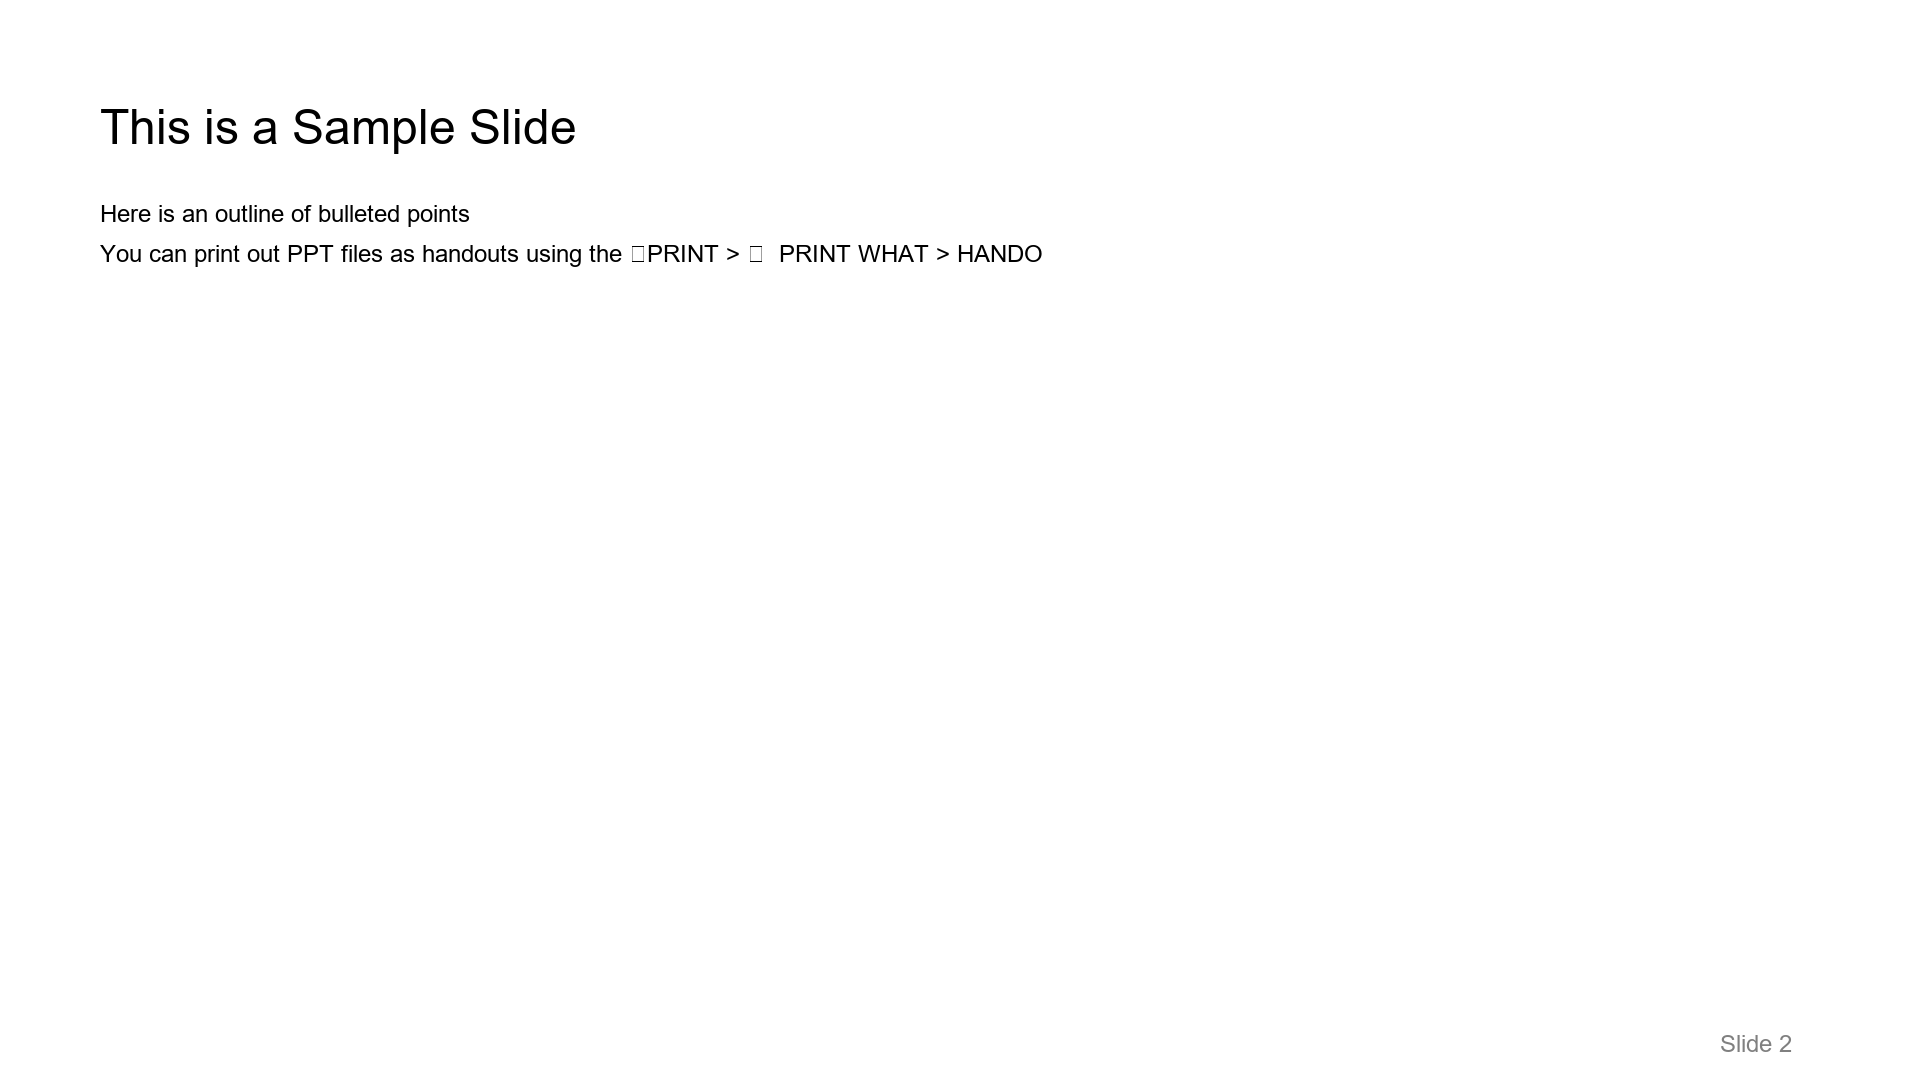 This is a Sample Slide
Here is an outline of bulleted points
You can print out PPT files as handouts using the □PRINT > □  PRINT WHAT > HANDO
Slide 2